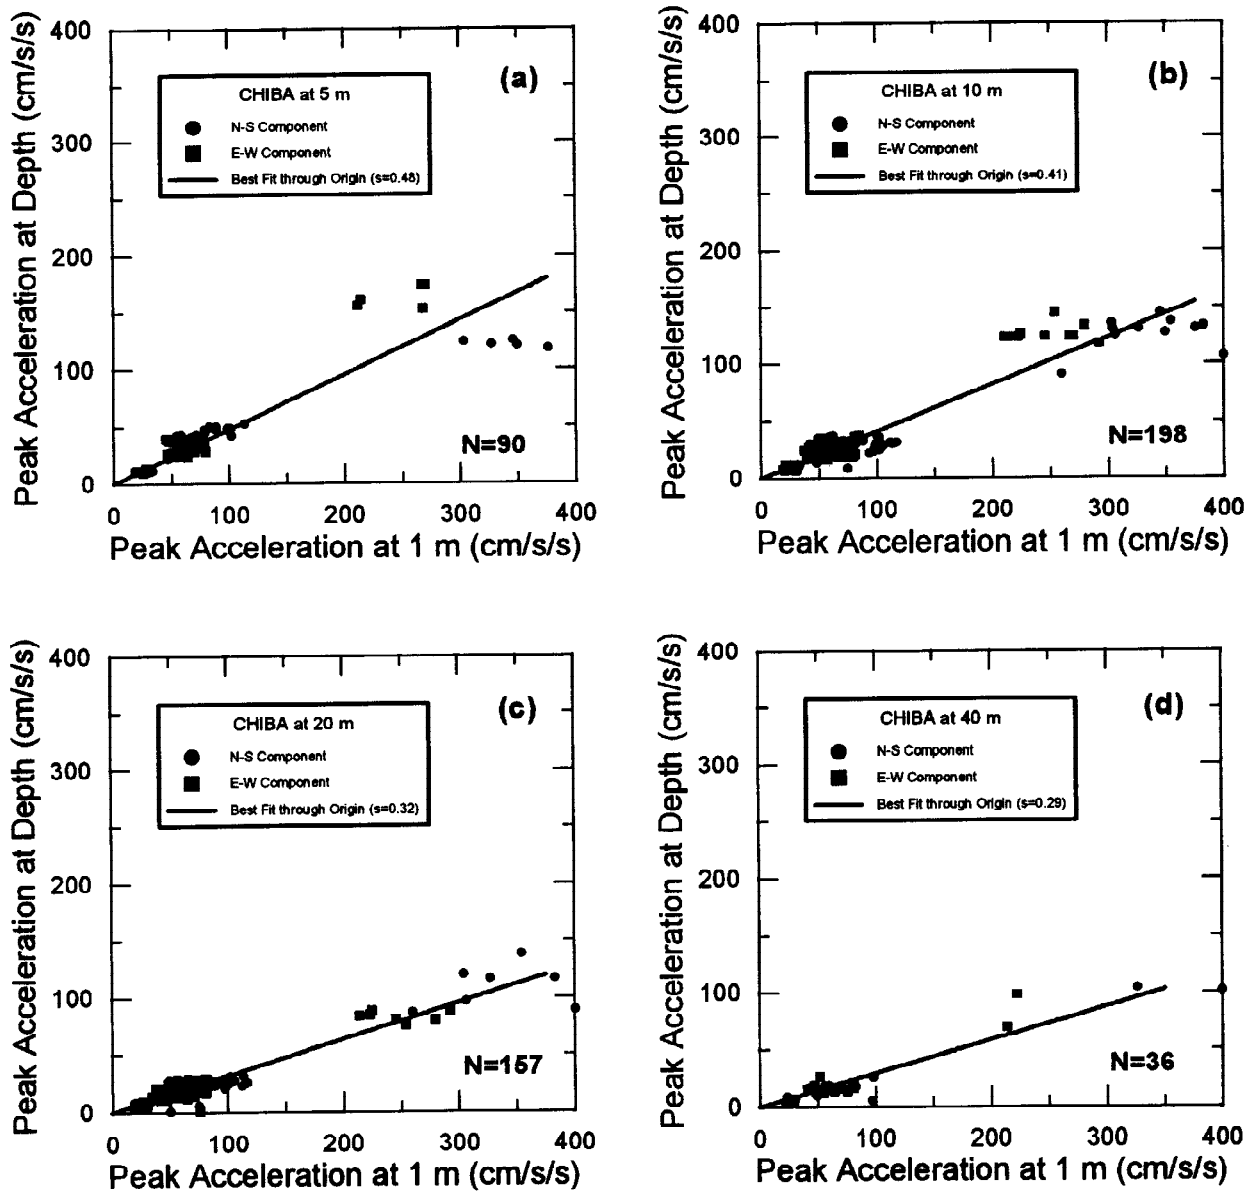 Peak Acceleration at Depth (cm/s/s)
400
300
200
100
0
(a)
CHIBA at 5 m
N-S Component
E-W Component
Best Fit through Origin (s=0.48)
N=90
0 100 200 300 400
Peak Acceleration at 1 m (cm/s/s)
Peak Acceleration at Depth (cm/s/s)
400
300
200
100
0
(b)
CHIBA at 10 m
N-S Component
E-W Component
Best Fit through Origin (s=0.41)
N=198
0 100 200 300 400
Peak Acceleration at 1 m (cm/s/s)
Peak Acceleration at Depth (cm/s/s)
400
300
200
100
0
(c)
CHIBA at 20 m
N-S Component
E-W Component
Best Fit through Origin (s=0.32)
N=157
0 100 200 300 400
Peak Acceleration at 1 m (cm/s/s)
Peak Acceleration at Depth (cm/s/s)
400
300
200
100
0
(d)
CHIBA at 40 m
N-S Component
E-W Component
Best Fit through Origin (s=0.29)
N=36
0 100 200 300 400
Peak Acceleration at 1 m (cm/s/s)